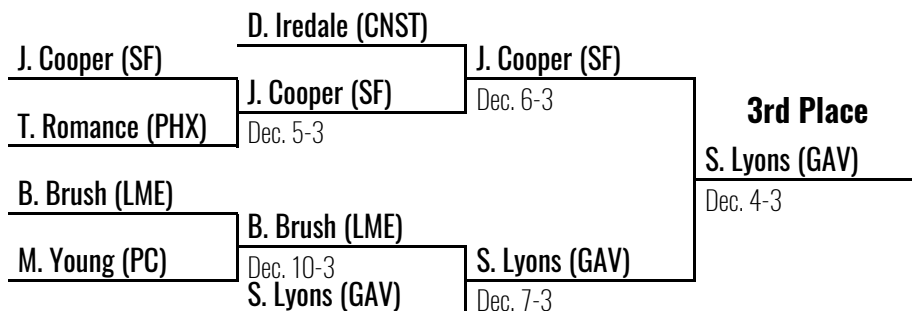 D. Iredale (CNST)
J. Cooper (SF)
J. Cooper (SF)
J. Cooper (SF)
Dec. 6-3
3rd Place
T. Romance (PHX)
Dec. 5-3
S. Lyons (GAV)
Dec. 4-3
B. Brush (LME)
B. Brush (LME)
M. Young (PC)
Dec. 10-3
S. Lyons (GAV)
S. Lyons (GAV)
Dec. 7-3